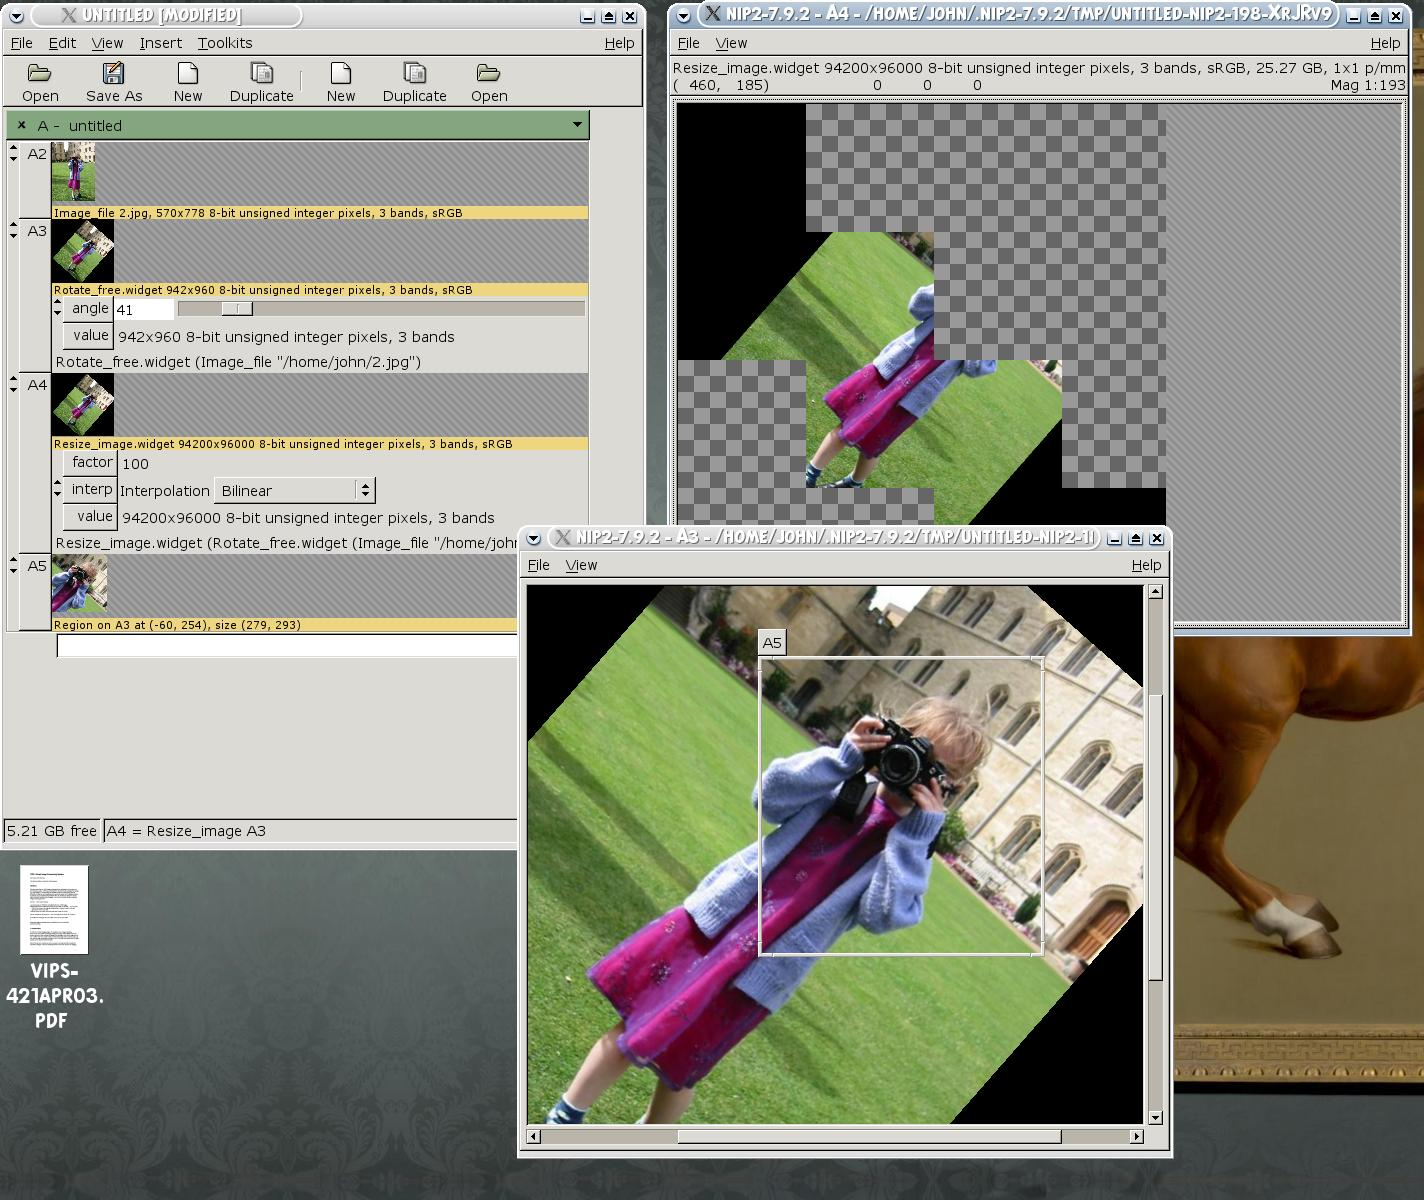 UNTITLED [MODIFIED]
File Edit View Insert Toolkits Help
Open Save As New Duplicate New Duplicate Open
× A - untitled
A2
Image_file 2.jpg, 570x778 8-bit unsigned integer pixels, 3 bands, sRGB
A3
Rotate_free.widget 942x960 8-bit unsigned integer pixels, 3 bands, sRGB
angle 41
value 942x960 8-bit unsigned integer pixels, 3 bands
Rotate_free.widget (Image_file "/home/john/2.jpg")
A4
Resize_image.widget 94200x96000 8-bit unsigned integer pixels, 3 bands, sRGB
factor 100
interp Interpolation Bilinear
value 94200x96000 8-bit unsigned integer pixels, 3 bands
Resize_image.widget (Rotate_free.widget (Image_file "/home/john
A5
Region on A3 at (-60, 254), size (279, 293)
5.21 GB free A4 = Resize_image A3
NIP2-7.9.2 - A4 - /HOME/JOHN/.NIP2-7.9.2/TMP/UNTITLED-NIP2-198-XRJRV9
File View Help
Resize_image.widget 94200x96000 8-bit unsigned integer pixels, 3 bands, sRGB, 25.27 GB, 1x1 p/mm
( 460, 185) 0 0 0 Mag 1:193
NIP2-7.9.2 - A3 - /HOME/JOHN/.NIP2-7.9.2/TMP/UNTITLED-NIP2-1
File View Help
A5
VIPS-
421APR03.
PDF